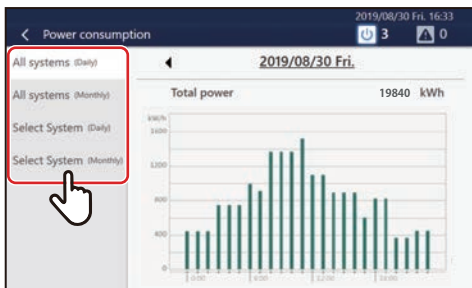 2019/08/30 Fri. 16:33
Power consumption
3
0
All systems (Daily)
2019/08/30 Fri.
All systems (Monthly)
Total power 19840 kWh
Select System (Daily)
Select System (Monthly)
kW/h
1600
1200
800
400
0
0:00 6:00 12:00 18:00